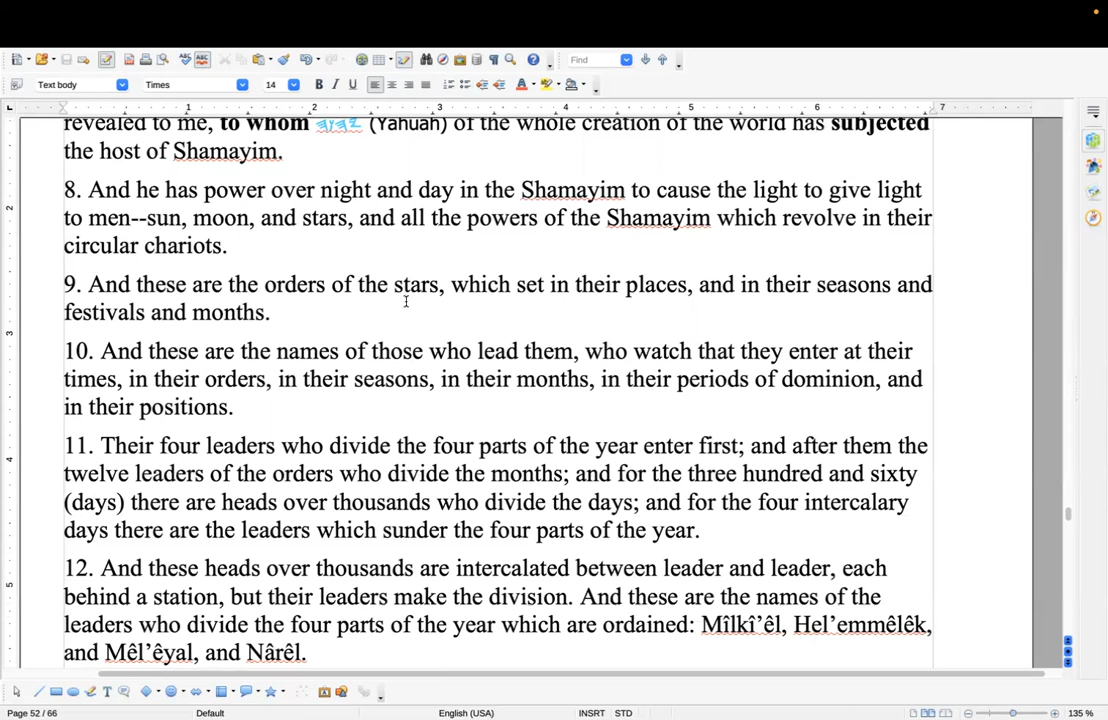 Text body Times 14 B I U A Find
1 2 3 4 5 6 7
revealed to me, to whom 𐤉𐤄𐤅𐤄 (Yahuah) of the whole creation of the world has subjected
the host of Shamayim.
8. And he has power over night and day in the Shamayim to cause the light to give light
to men--sun, moon, and stars, and all the powers of the Shamayim which revolve in their
circular chariots.
9. And these are the orders of the stars, which set in their places, and in their seasons and
festivals and months.
10. And these are the names of those who lead them, who watch that they enter at their
times, in their orders, in their seasons, in their months, in their periods of dominion, and
in their positions.
11. Their four leaders who divide the four parts of the year enter first; and after them the
twelve leaders of the orders who divide the months; and for the three hundred and sixty
(days) there are heads over thousands who divide the days; and for the four intercalary
days there are the leaders which sunder the four parts of the year.
12. And these heads over thousands are intercalated between leader and leader, each
behind a station, but their leaders make the division. And these are the names of the
leaders who divide the four parts of the year which are ordained: Mîlkî’êl, Hel’emmêlêk,
and Mêl’êyal, and Nârêl.
Page 52 / 66 Default English (USA) INSRT STD 135 %